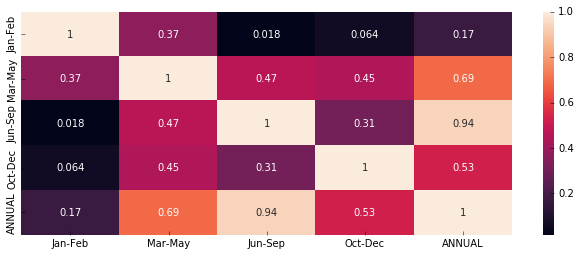 Jan-Feb 1 0.37 0.018 0.064 0.17
Mar-May 0.37 1 0.47 0.45 0.69
Jun-Sep 0.018 0.47 1 0.31 0.94
Oct-Dec 0.064 0.45 0.31 1 0.53
ANNUAL 0.17 0.69 0.94 0.53 1
Jan-Feb Mar-May Jun-Sep Oct-Dec ANNUAL
1.0
0.8
0.6
0.4
0.2